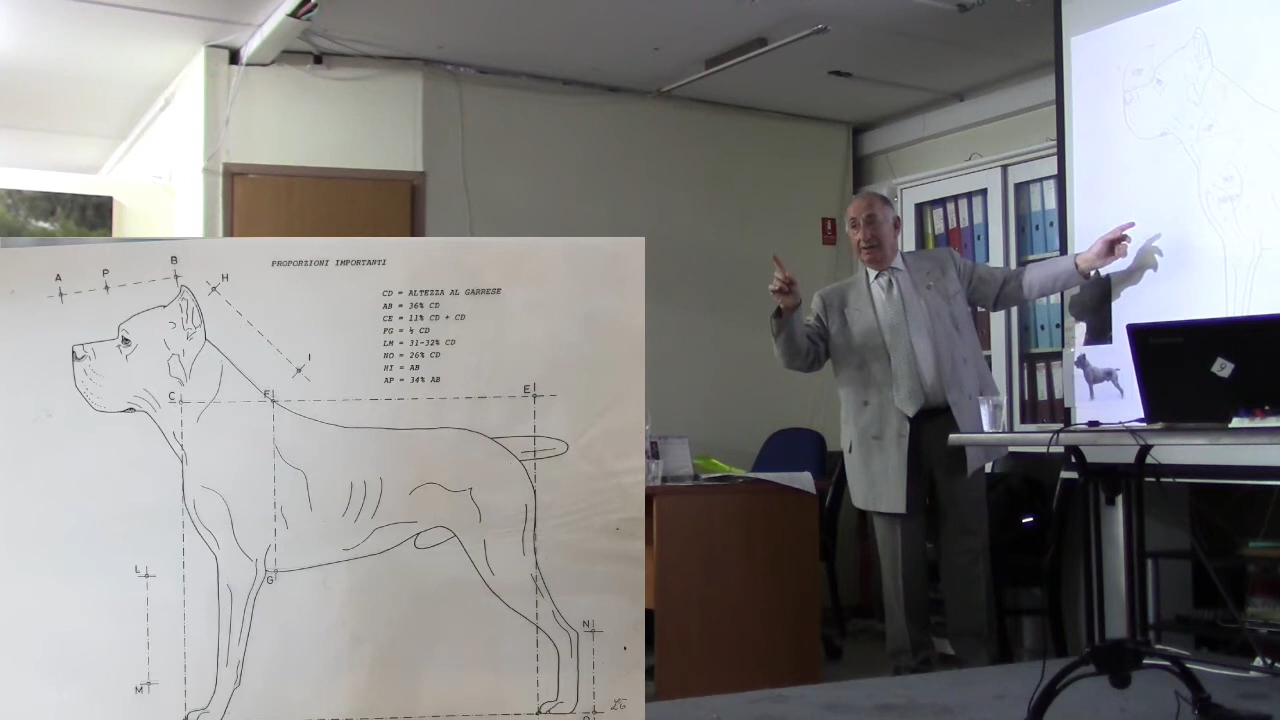 PROPORZIONI IMPORTANTI
A
P
B
H
CD = ALTEZZA AL GARRESE
AB = 36% CD
CE = 11% CD + CD
FG = ½ CD
LM = 31-32% CD
NO = 26% CD
HI = AB
AP = 34% AB
I
C
F
E
L
G
N
M
9